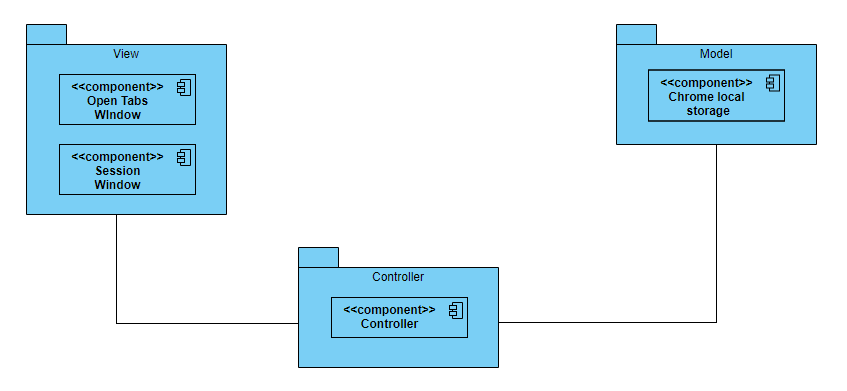 View
<<component>>
Open Tabs
WIndow
<<component>>
Session
Window
Model
<<component>>
Chrome local
storage
Controller
<<component>>
Controller